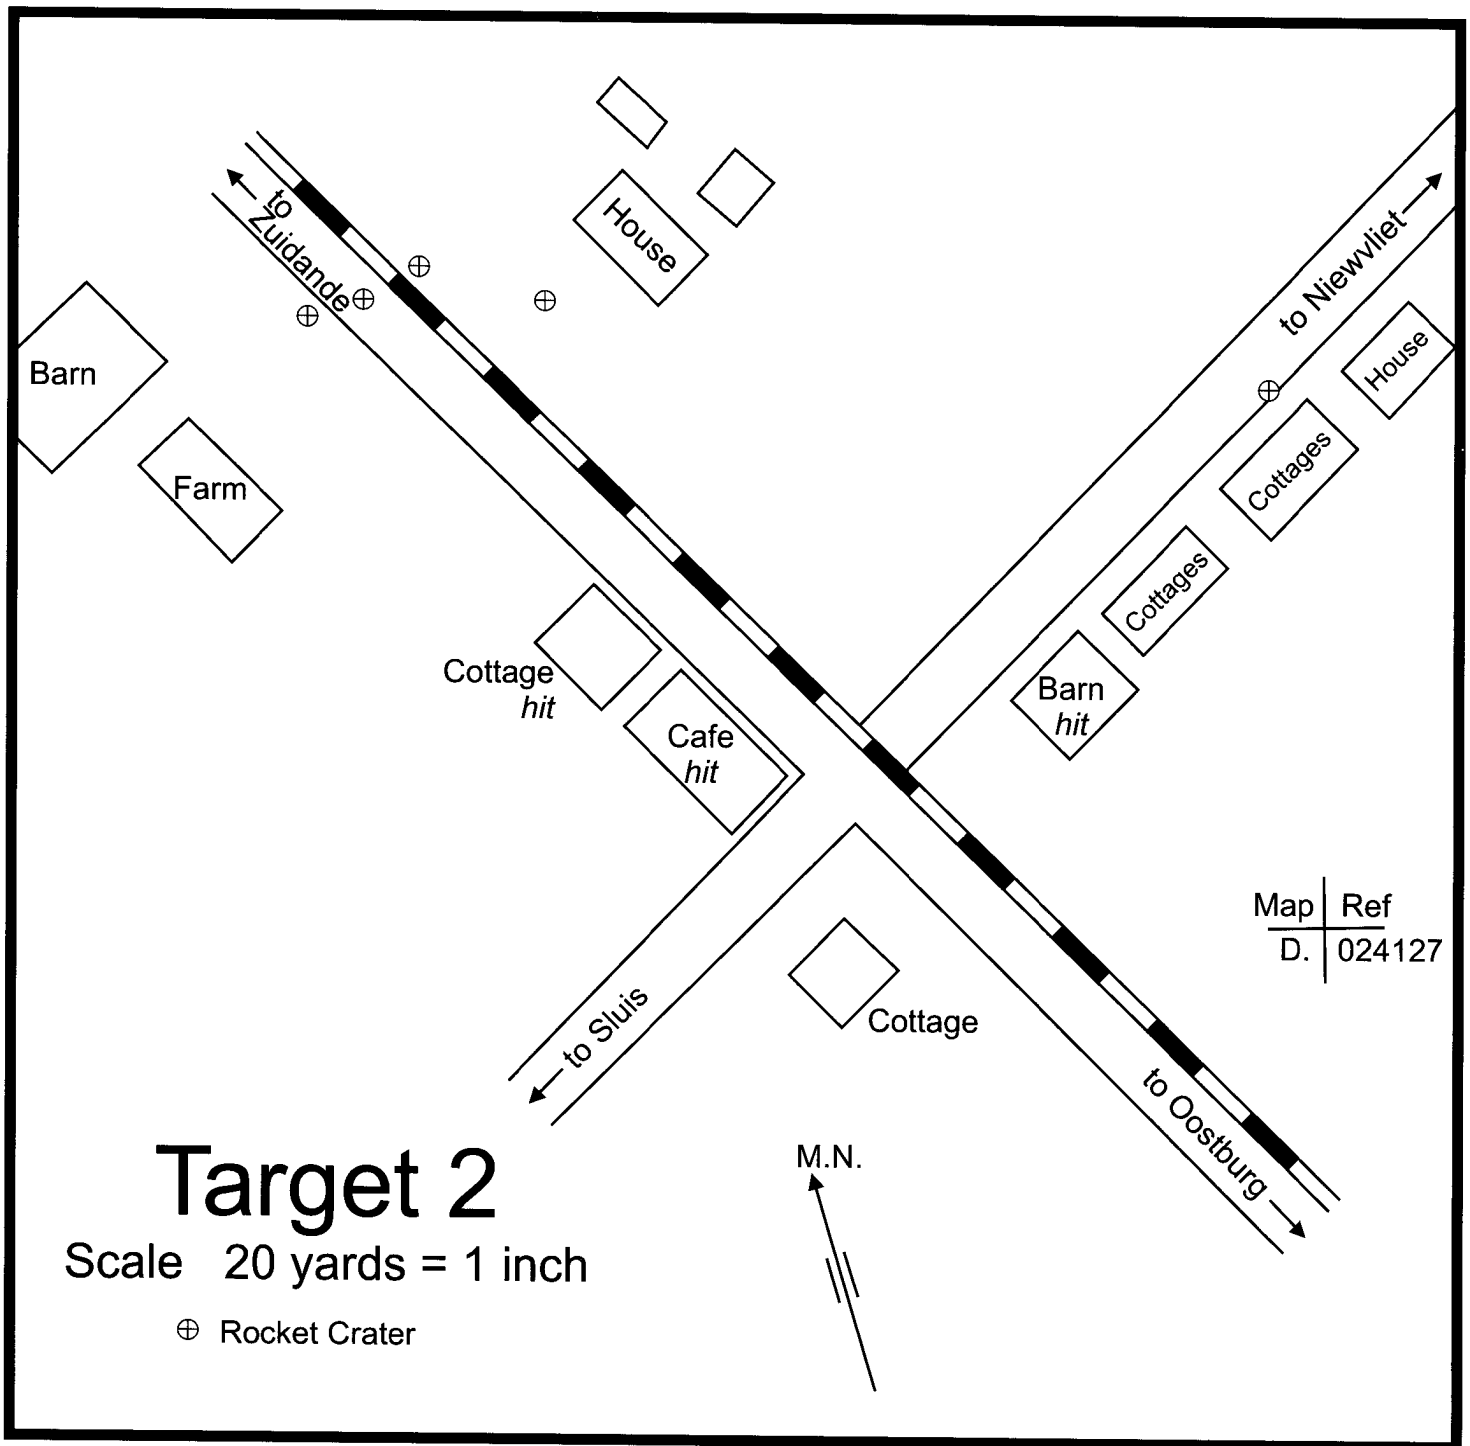 House
to
Zuidande
to Niewvliet
House
Barn
Cottages
Farm
Cottages
Cottage
hit
Barn
hit
Cafe
hit
Map Ref
D. 024127
to Sluis
Cottage
to Oostburg
M.N.
Target 2
Scale 20 yards = 1 inch
Rocket Crater